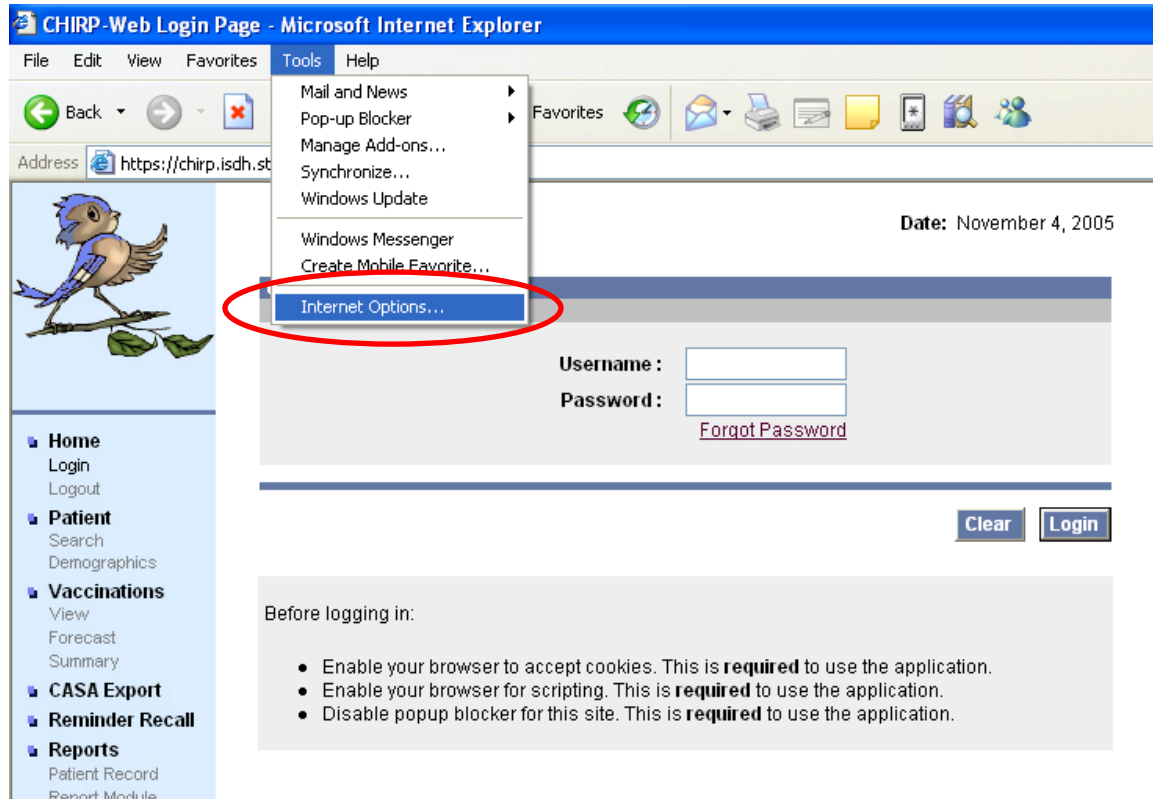 CHIRP-Web Login Page - Microsoft Internet Explorer
File Edit View Favorites Tools Help
Mail and News
Pop-up Blocker
Manage Add-ons...
Synchronize...
Windows Update
Windows Messenger
Create Mobile Favorite...
Internet Options...
Back Favorites
Address https://chirp.isdh.st
Date: November 4, 2005
Username :
Password :
Forgot Password
Clear Login
Home
Login
Logout
Patient
Search
Demographics
Vaccinations
View
Forecast
Summary
CASA Export
Reminder Recall
Reports
Patient Record
Report Module
Before logging in:
• Enable your browser to accept cookies. This is required to use the application.
• Enable your browser for scripting. This is required to use the application.
• Disable popup blocker for this site. This is required to use the application.